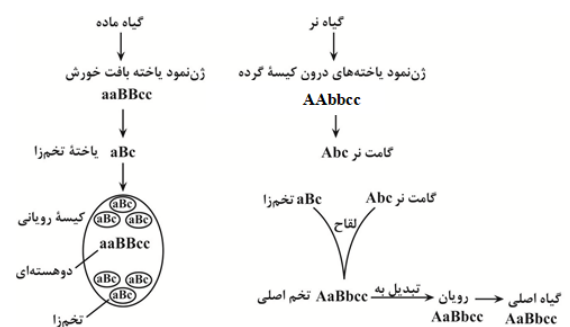 گیاه نر
ژن‌نمود یاخته‌های درون کیسهٔ گرده
AAbbcc
گامت نر Abc
گیاه ماده
ژن‌نمود یاخته بافت خورش
aaBBcc
یاختهٔ تخم‌زا aBc
aBc
aBc aBc
کیسهٔ رویانی
aaBBcc
دوهسته‌ای
aBc aBc
aBc
تخم‌زا
گامت نر Abc
aBc تخم‌زا
لقاح
تخم اصلی AaBbcc
تبدیل به
رویان
AaBbcc
گیاه اصلی
AaBbcc